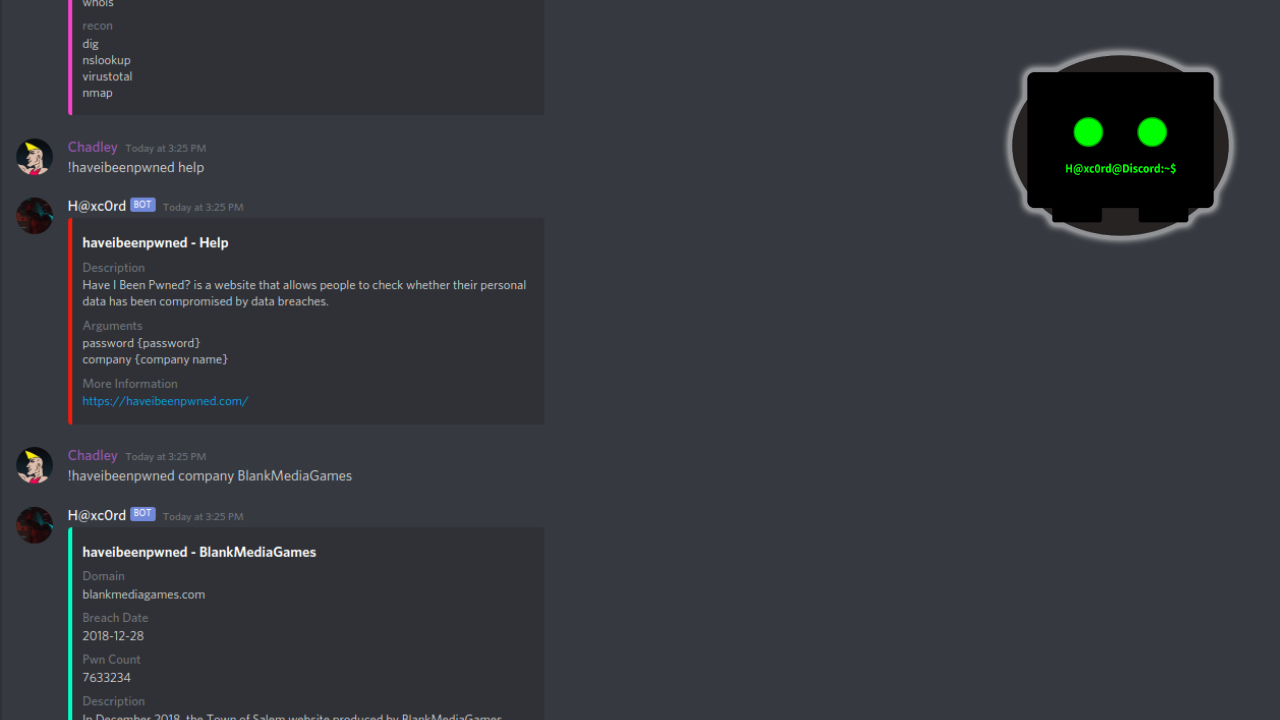 whois
recon
dig
nslookup
virustotal
nmap
Chadley Today at 3:25 PM
!haveibeenpwned help
H@xc0rd BOT Today at 3:25 PM
haveibeenpwned - Help
Description
Have I Been Pwned? is a website that allows people to check whether their personal
data has been compromised by data breaches.
Arguments
password {password}
company {company name}
More Information
https://haveibeenpwned.com/
Chadley Today at 3:25 PM
!haveibeenpwned company BlankMediaGames
H@xc0rd BOT Today at 3:25 PM
haveibeenpwned - BlankMediaGames
Domain
blankmediagames.com
Breach Date
2018-12-28
Pwn Count
7633234
Description
In December 2018, the Town of Salem website produced by BlankMediaGames
H@xc0rd@Discord:~$